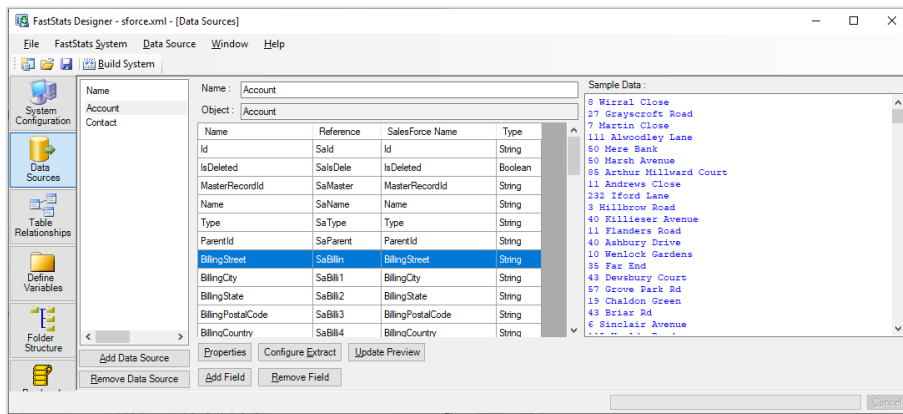 FastStats Designer - sforce.xml - [Data Sources]
File FastStats System Data Source Window Help
Build System
System Configuration
Data Sources
Table Relationships
Define Variables
Folder Structure
Name
Account
Contact
Add Data Source
Remove Data Source
Name : Account
Object : Account
Name Reference SalesForce Name Type
Id SaId Id String
IsDeleted SaIsDele IsDeleted Boolean
MasterRecordId SaMaster MasterRecordId String
Name SaName Name String
Type SaType Type String
ParentId SaParent ParentId String
BillingStreet SaBillin BillingStreet String
BillingCity SaBilli1 BillingCity String
BillingState SaBilli2 BillingState String
BillingPostalCode SaBilli3 BillingPostalCode String
BillingCountry SaBilli4 BillingCountry String
Properties Configure Extract Update Preview
Add Field Remove Field
Sample Data :
8 Wirral Close
27 Grayscroft Road
7 Martin Close
111 Alwoodley Lane
50 Mere Bank
50 Marsh Avenue
85 Arthur Millward Court
11 Andrews Close
232 Iford Lane
3 Hillbrow Road
40 Killieser Avenue
11 Flanders Road
40 Ashbury Drive
10 Wenlock Gardens
35 Far End
43 Dewsbury Court
57 Grove Park Rd
19 Chaldon Green
43 Briar Rd
6 Sinclair Avenue
Cancel